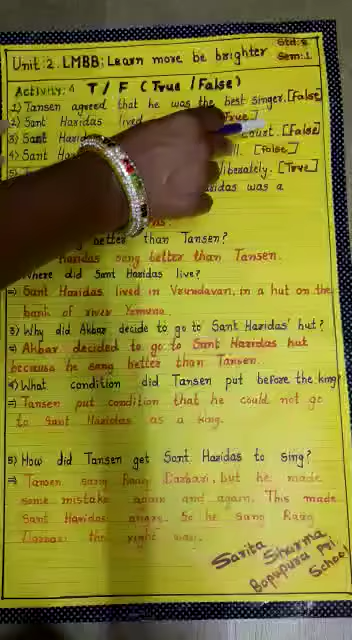 Unit: 2. LMBB: Learn more be brighter
Std: 8
Sem: 1
Activity: 4 T / F ( True / False )
1) Tansen agreed that he was the best singer. [False
2) Sant Haridas lived True]
3) Sant Harid court. [False]
4) Sant Har ll. [False]
liberately. [True]
idas was a
better than Tansen?
Haridas song better than Tansen.
Where did Sant Haridas live?
⇒ Sant Haridas lived in Vrundavan, in a hut on the
bank of river Yamuna.
3) Why did Akbar decide to go to Sant Haridas' hut?
⇒ Akbar decided to go to Sant Haridas hut
because he sang better than Tansen.
4) What condition did Tansen put before the king?
⇒ Tansen put condition that he could not go
to Sant Haridas as a king.
5) How did Tansen get Sant Haridas to sing?
⇒ Tansen sang Raag Darbari, but he made
some mistake again and again. This made
Sant Haridas angry. So he sang Raag
Darbari the right way.
Sarita Sharma
Bapupura Pri.
School